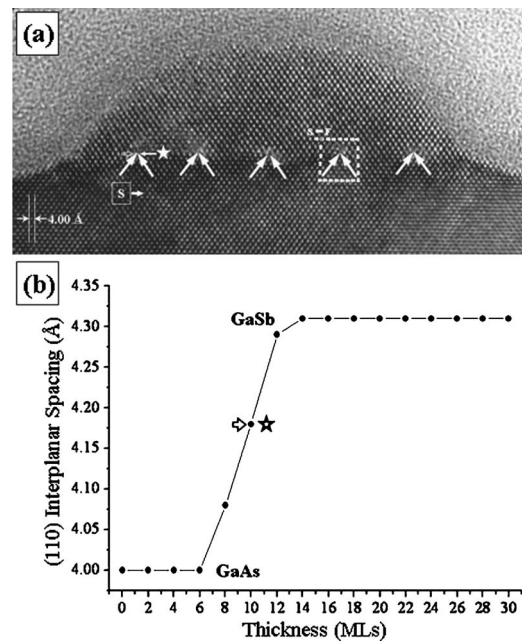 (a)
S = F
S
4.00 Å
(b)
4.35
4.30
4.25
4.20
4.15
4.10
4.05
4.00
(110) Interplanar Spacing (Å)
GaSb
GaAs
0 2 4 6 8 10 12 14 16 18 20 22 24 26 28 30
Thickness (MLs)